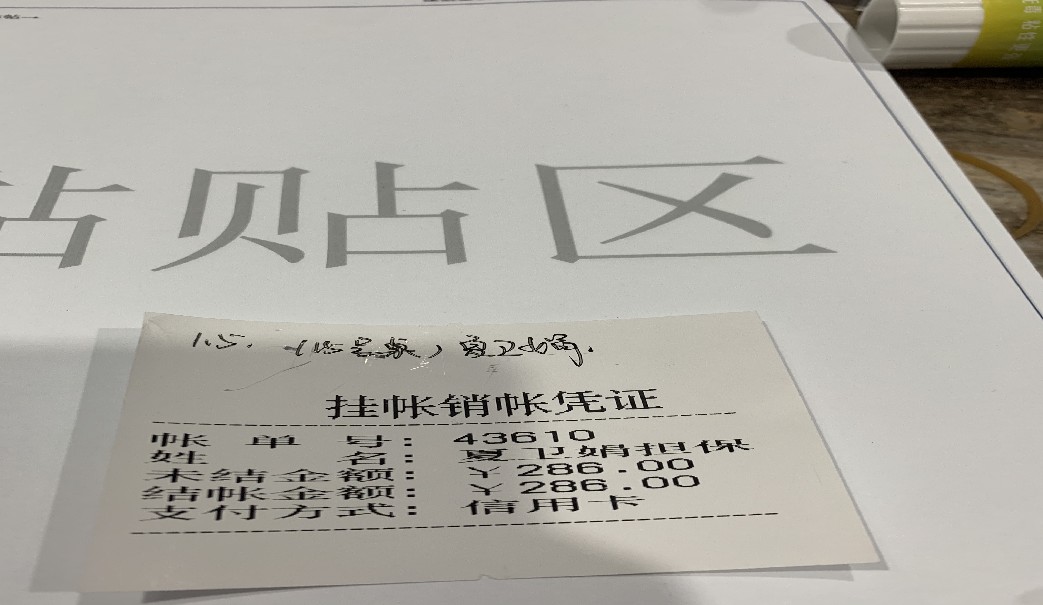 粘贴区
1.5.
挂帐销帐凭证
帐单号: 43610
姓名: 夏卫娟担保
未结金额: ￥286.00
结帐金额: ￥286.00
支付方式: 信用卡